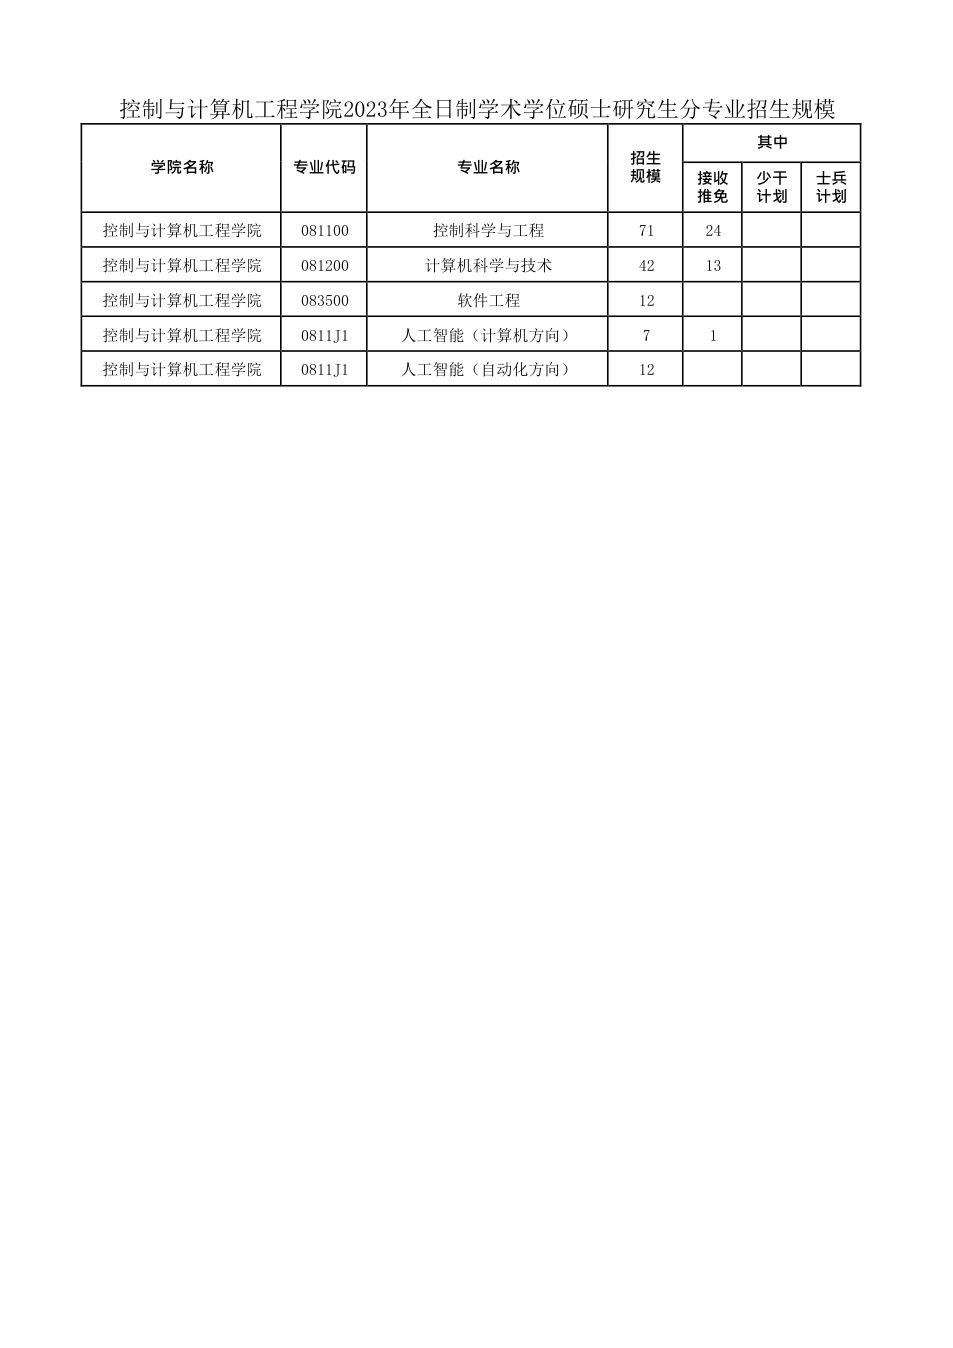 控制与计算机工程学院2023年全日制学术学位硕士研究生分专业招生规模
学院名称 专业代码 专业名称 招生规模 其中
接收推免 少干计划 士兵计划
控制与计算机工程学院 081100 控制科学与工程 71 24
控制与计算机工程学院 081200 计算机科学与技术 42 13
控制与计算机工程学院 083500 软件工程 12
控制与计算机工程学院 0811J1 人工智能（计算机方向） 7 1
控制与计算机工程学院 0811J1 人工智能（自动化方向） 12